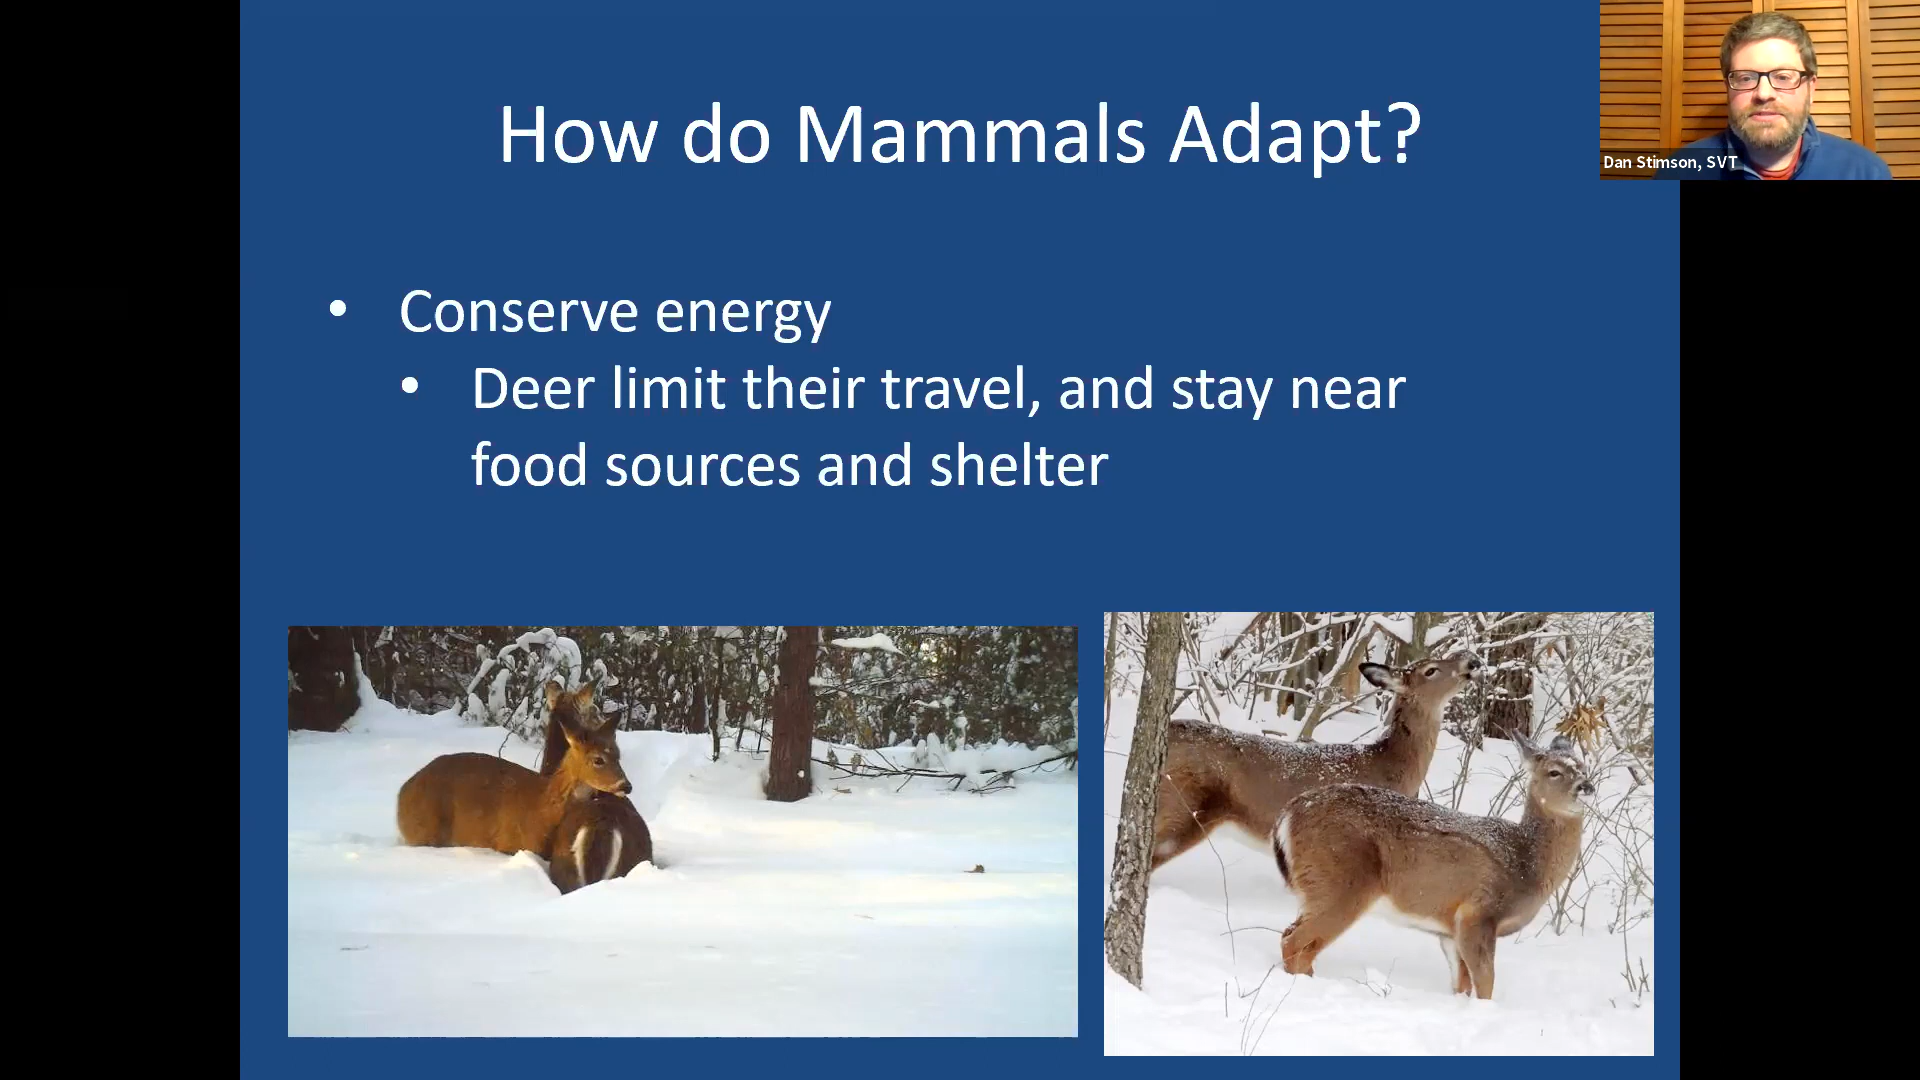 How do Mammals Adapt?
Dan Stimson, SVT
• Conserve energy
• Deer limit their travel, and stay near
food sources and shelter